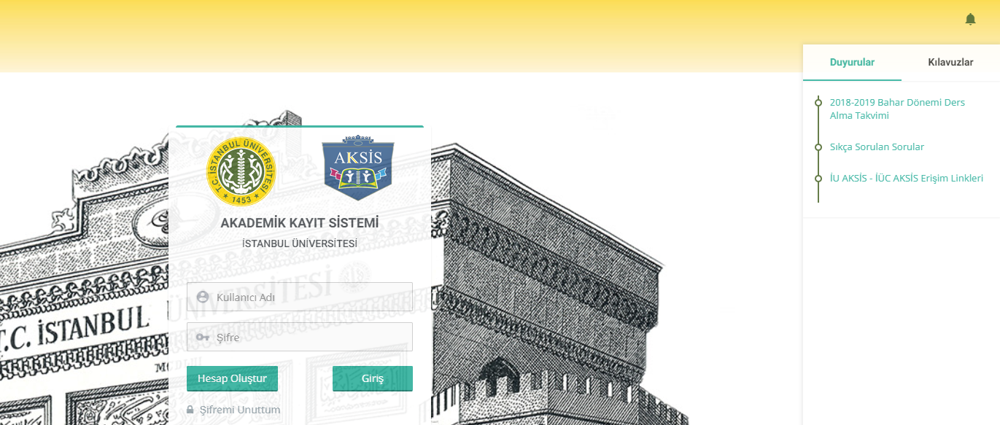 Duyurular
Kılavuzlar
2018-2019 Bahar Dönemi Ders
Alma Takvimi
Sıkça Sorulan Sorular
İU AKSİS - İÜC AKSİS Erişim Linkleri
T.C. İSTANBUL ÜNİVERSİTESİ
1453
AKSİS
AKADEMİK KAYIT SİSTEMİ
İSTANBUL ÜNİVERSİTESİ
Kullanıcı Adı
Şifre
Hesap Oluştur
Giriş
Şifremi Unuttum
T.C. İSTANBUL ÜNİVERSİTESİ